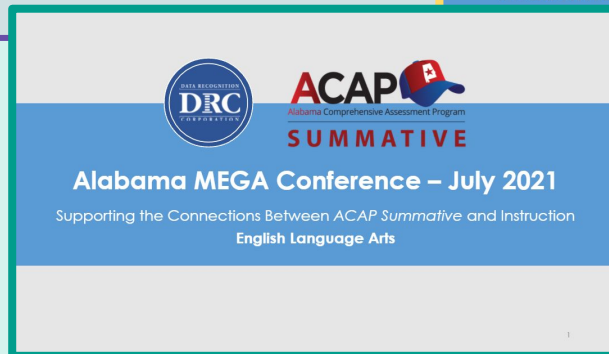 DATA RECOGNITION
DRC
CORPORATION
ACAP
Alabama Comprehensive Assessment Program
SUMMATIVE
Alabama MEGA Conference – July 2021
Supporting the Connections Between ACAP Summative and Instruction
English Language Arts
1